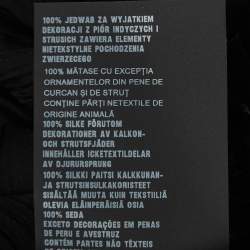 100% JEDWAB ZA WYJĄTKIEM
DEKORACJI Z PIÓR INDYCZYCH I
STRUSICH ZAWIERA ELEMENTY
NIETEKSTYLNE POCHODZENIA
ZWIERZECEGO
100% MĂTASE CU EXCEPȚIA
ORNAMENTELOR DIN PENE DE
CURCAN ȘI DE STRUȚ
CONȚINE PĂRȚI NETEXTILE DE
ORIGINE ANIMALĂ
100% SILKE FÖRUTOM
DEKORATIONER AV KALKON-
OCH STRUTSFJÄDER
INNEHÅLLER ICKETEXTILDELAR
AV DJURURSPRUNG
100% SILKKI PAITSI KALKKUNAN-
JA STRUTSINSULKAKORISTEET
SISÄLTÄÄ MUUTA KUIN TEKSTIILIÄ
OLEVIA ELÄINPERÄISIÄ OSIA
100% SEDA
EXCETO DECORAÇÕES EM PENAS
DE PERU E AVESTRUZ
CONTÉM PARTES NÃO TÊXTEIS